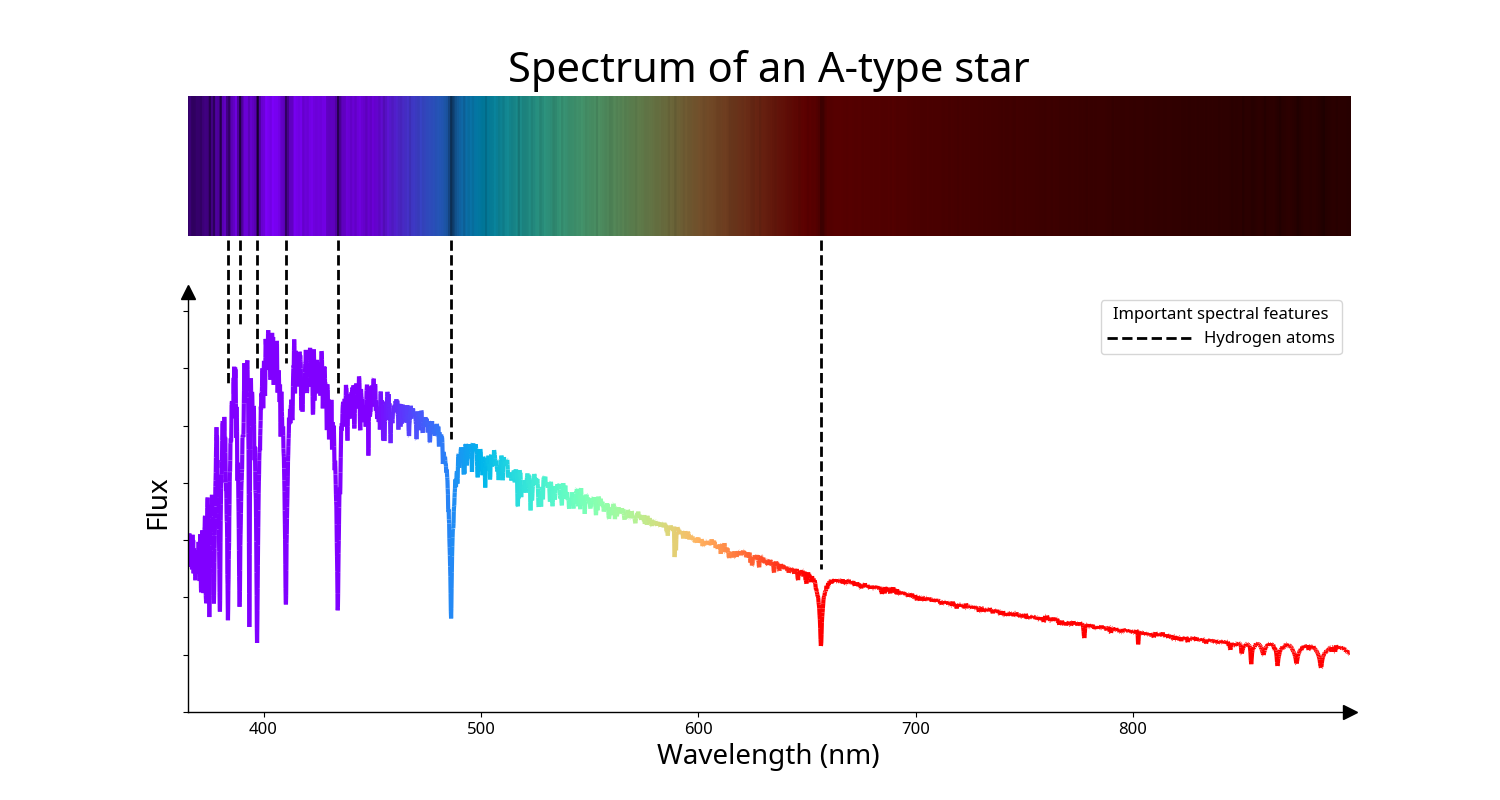 Spectrum of an A-type star
Important spectral features
Hydrogen atoms
Flux
400 500 600 700 800
Wavelength (nm)